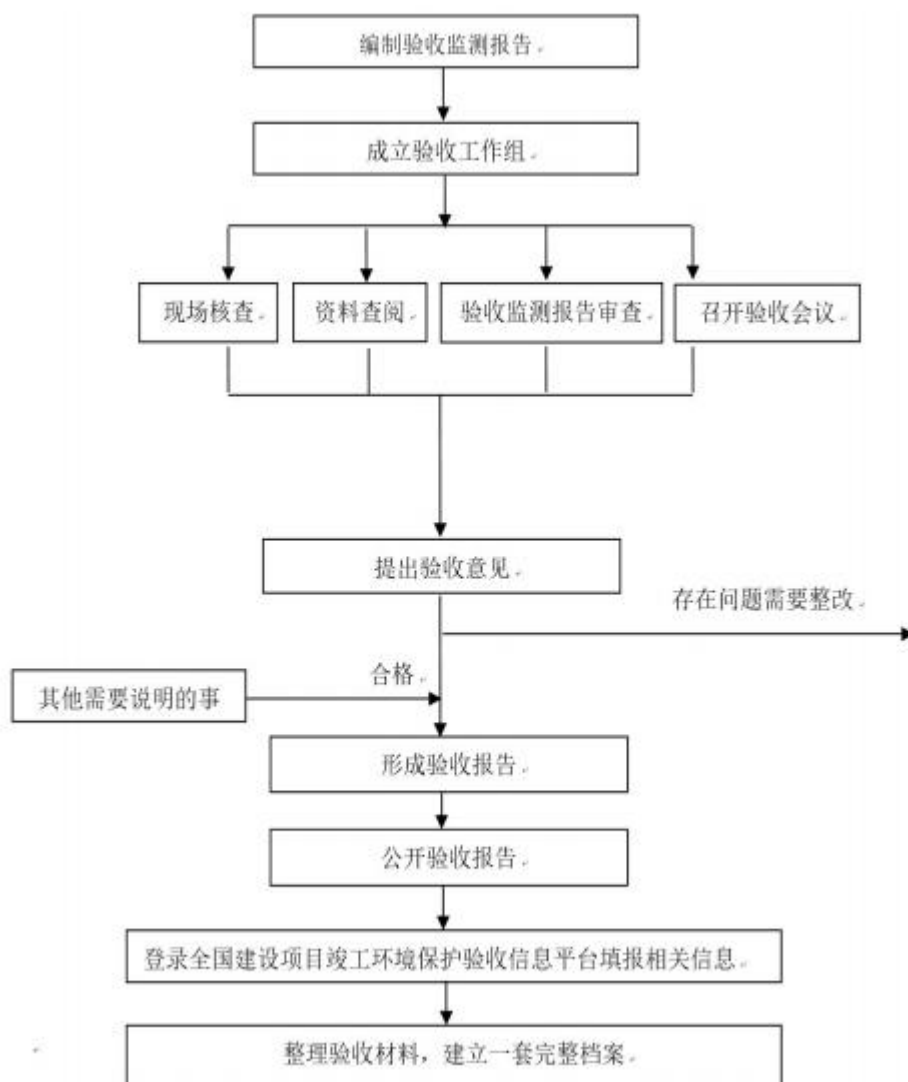 编制验收监测报告
成立验收工作组
现场核查
资料查阅
验收监测报告审查
召开验收会议
提出验收意见
存在问题需要整改
合格
其他需要说明的事
形成验收报告
公开验收报告
登录全国建设项目竣工环境保护验收信息平台填报相关信息
整理验收材料，建立一套完整档案